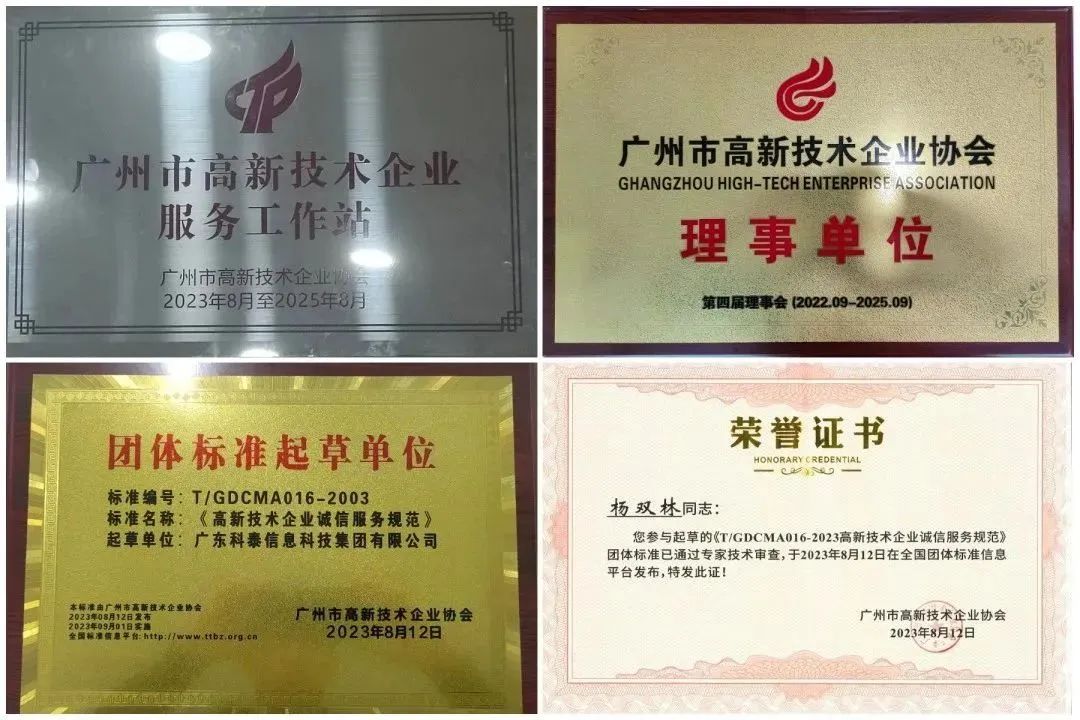 广州市高新技术企业
服务工作站
广州市高新技术企业协会
2023年8月至2025年8月
广州市高新技术企业协会
GHANGZHOU HIGH-TECH ENTERPRISE ASSOCIATION
理事单位
第四届理事会 (2022.09-2025.09)
团体标准起草单位
标准编号：T/GDCMA016-2003
标准名称：《高新技术企业诚信服务规范》
起草单位：广东科泰信息科技集团有限公司
本标准由广州市高新技术企业协会
2023年08月12日发布
2023年09月01日实施
全国标准信息平台：http://www.ttbz.org.cn
广州市高新技术企业协会
2023年8月12日
荣誉证书
HONORARY CREDENTIAL
杨双林同志：
您参与起草的《T/GDCMA016-2023高新技术企业诚信服务规范》
团体标准已通过专家技术审查，于2023年8月12日在全国团体标准信息
平台发布，特发此证！
广州市高新技术企业协会
2023年8月12日